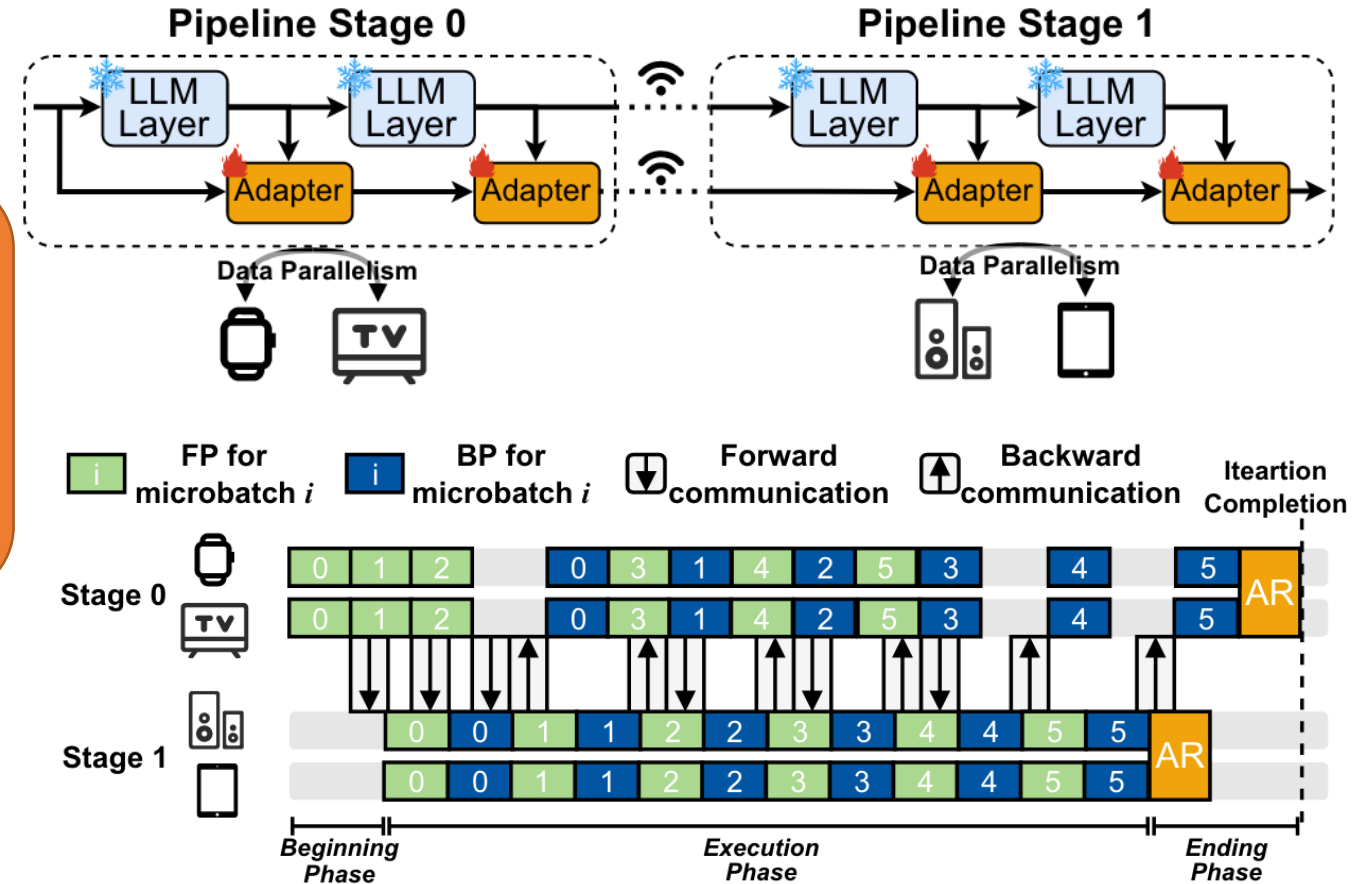 Pipeline Stage 0
Pipeline Stage 1
LLM Layer
LLM Layer
LLM Layer
LLM Layer
Adapter
Adapter
Adapter
Adapter
Data Parallelism
Data Parallelism
TV
i
FP for
microbatch i
i
BP for
microbatch i
Forward
communication
Backward
communication
Iteartion
Completion
Stage 0
0 1 2 0 3 1 4 2 5 3 4 5
AR
TV
0 1 2 0 3 1 4 2 5 3 4 5
Stage 1
0 0 1 1 2 2 3 3 4 4 5 5
AR
0 0 1 1 2 2 3 3 4 4 5 5
Beginning
Phase
Execution
Phase
Ending
Phase